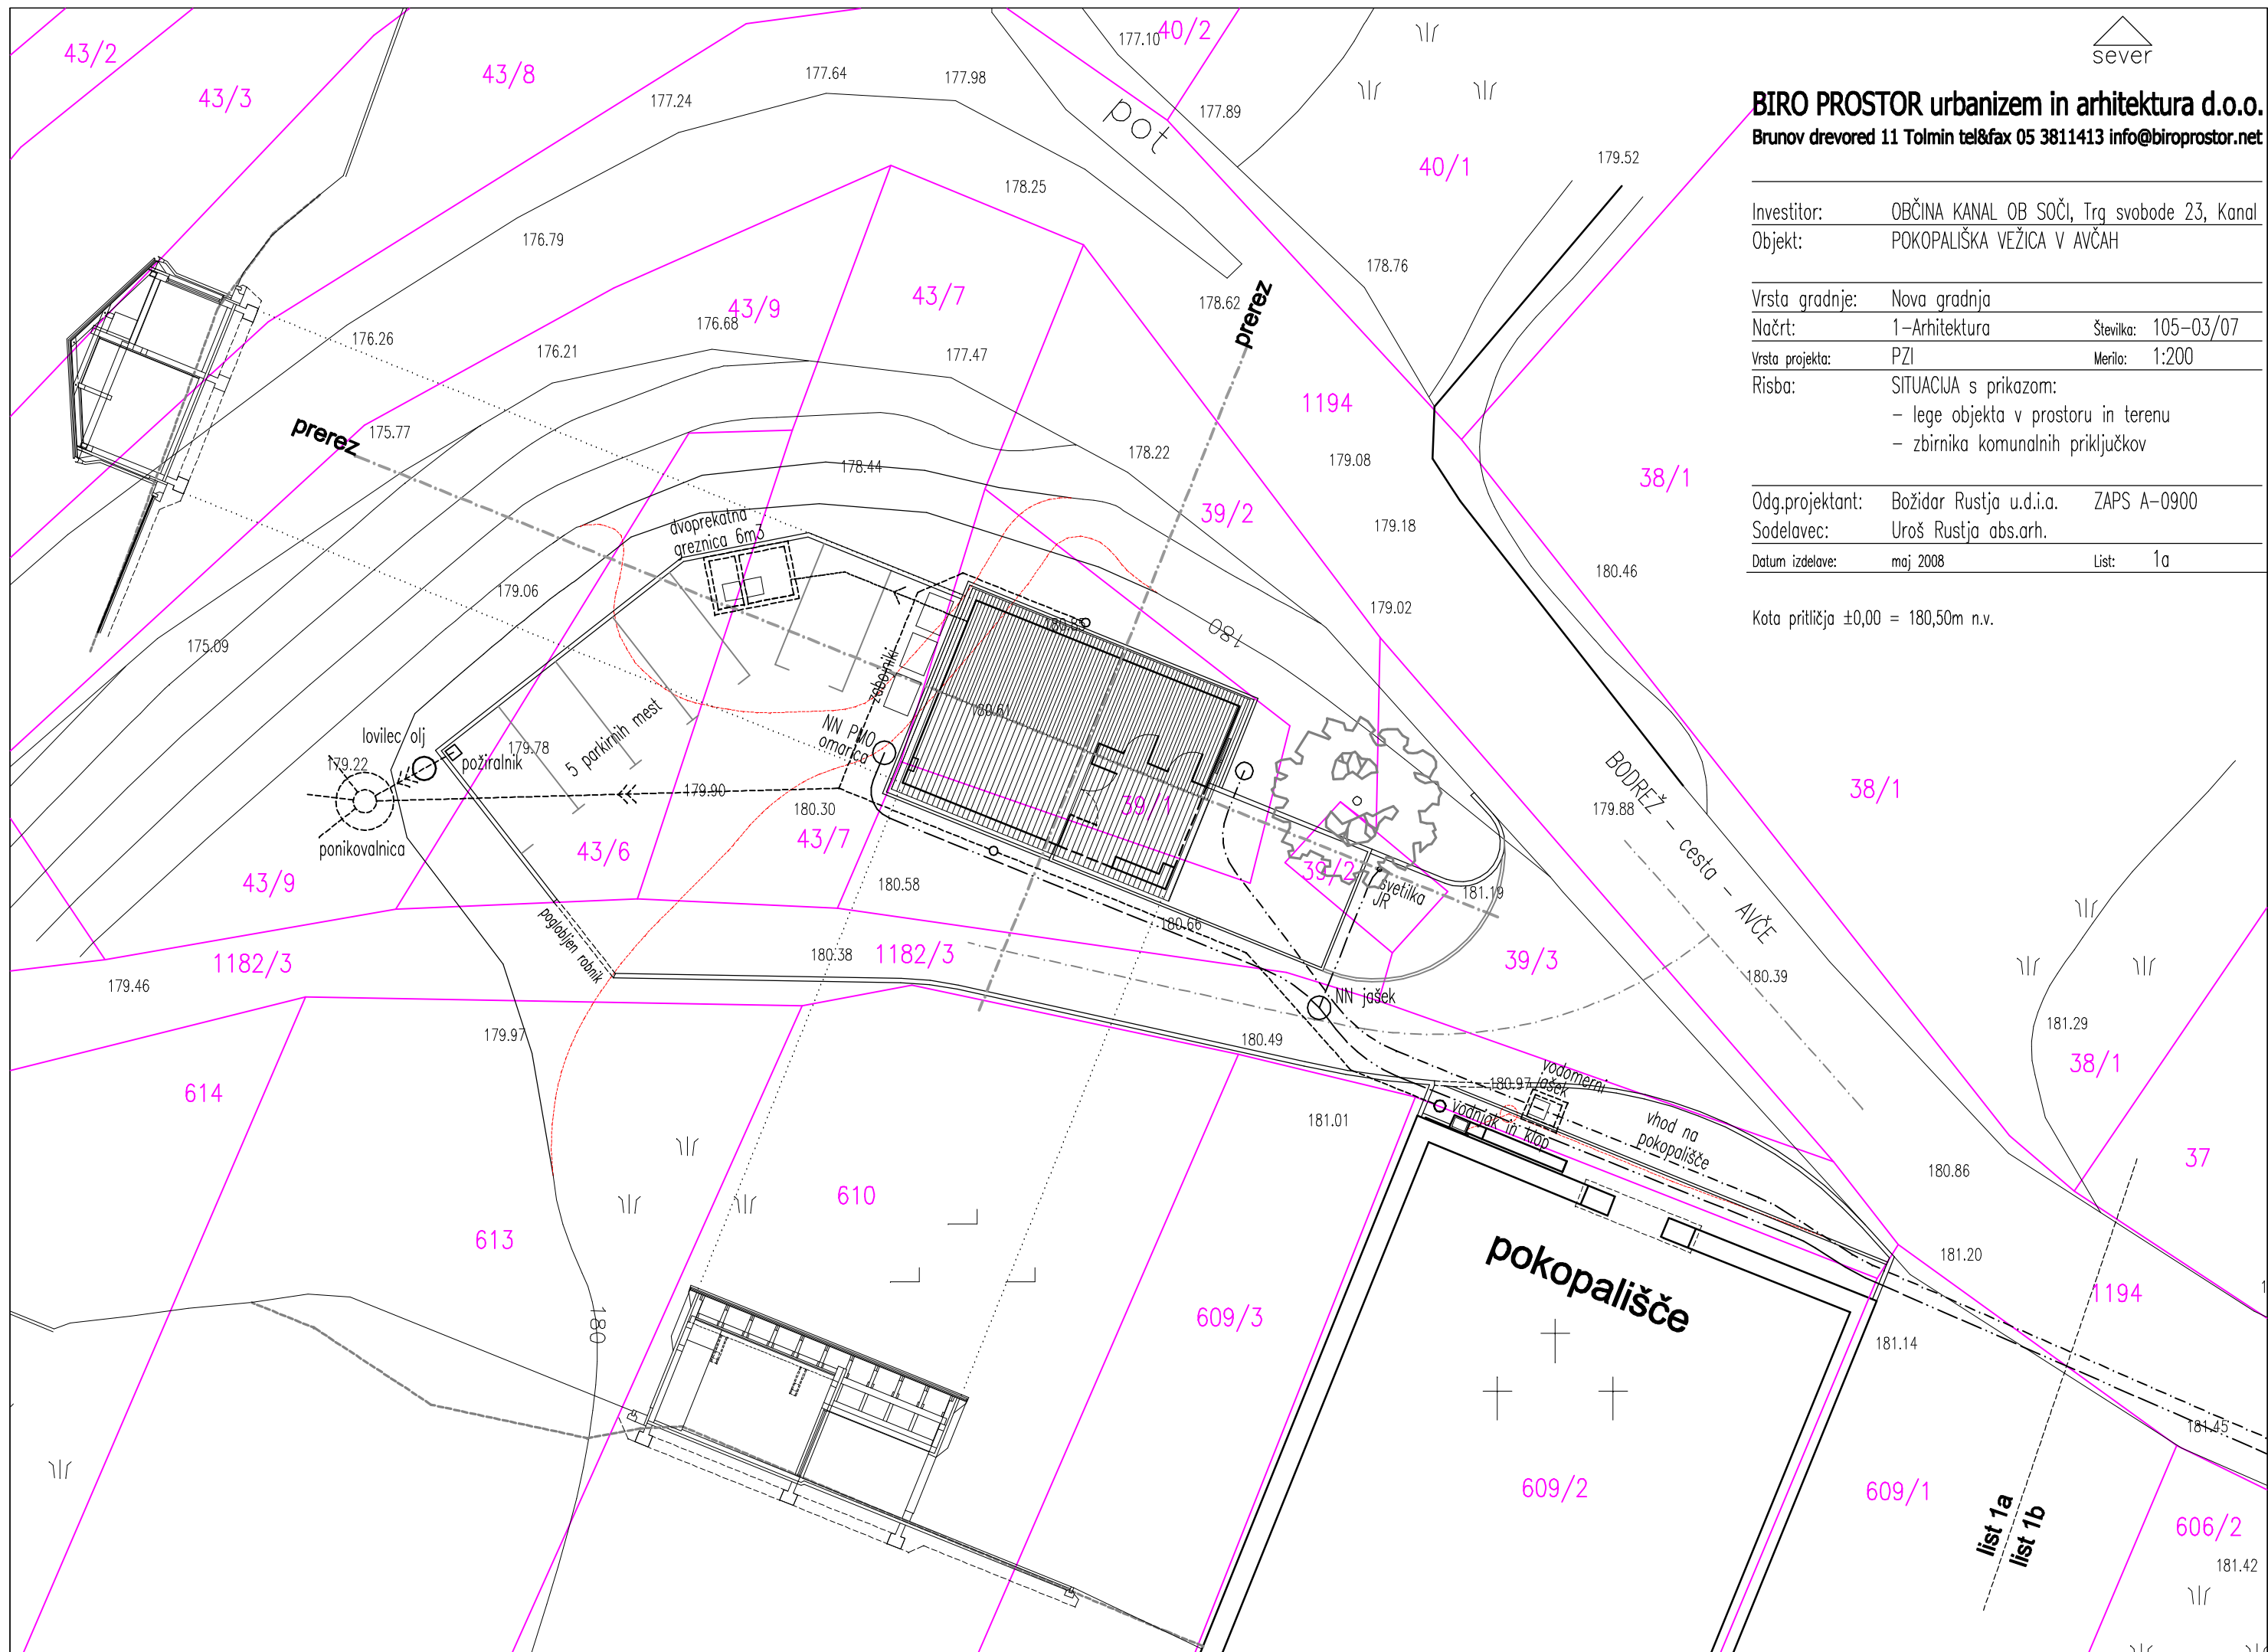 sever
BIRO PROSTOR urbanizem in arhitektura d.o.o.
Brunov drevored 11 Tolmin tel&fax 05 3811413 info@biroprostor.net
Investitor: OBČINA KANAL OB SOČI, Trg svobode 23, Kanal
Objekt: POKOPALIŠKA VEŽICA V AVČAH
Vrsta gradnje: Nova gradnja
Načrt: 1-Arhitektura Številka: 105-03/07
Vrsta projekta: PZI Merilo: 1:200
Risba: SITUACIJA s prikazom:
- lege objekta v prostoru in terenu
- zbirnika komunalnih priključkov
Odg.projektant: Božidar Rustja u.d.i.a. ZAPS A-0900
Sodelavec: Uroš Rustja abs.arh.
Datum izdelave: maj 2008 List: 1a
Kota pritličja ±0,00 = 180,50m n.v.
43/2
43/3
43/8
177.24
177.64
177.98
177.10
40/2
177.89
pot
40/1
179.52
178.25
176.79
178.76
178.62
prerez
43/9
43/7
176.68
176.26
176.21
177.47
1194
prerez
175.77
178.44
178.22
179.08
38/1
39/2
179.18
dvoprekatna
greznica 6m3
180.46
179.06
179.02
175.09
180.85
180
zabojniki
180.61
NN PMO
omarica
5 parkirnih mest
lovilec olj
požiralnik
179.78
179.22
179.90
180.30
39/1
BODREŽ - cesta - AVČE
179.88
38/1
ponikovalnica
43/6
43/7
43/9
180.58
39/2
svetilka
JR
181.19
poglobljen robnik
180.66
1182/3
180.38
1182/3
39/3
180.39
179.46
NN jašek
179.97
180.49
181.29
38/1
614
180.97
vodomerni
jašek
vodnjak in klop
vhod na
pokopališče
181.01
37
180.86
610
613
181.20
pokopališče
1194
180
609/3
181.14
181.45
609/2
609/1
list 1a
list 1b
606/2
181.42